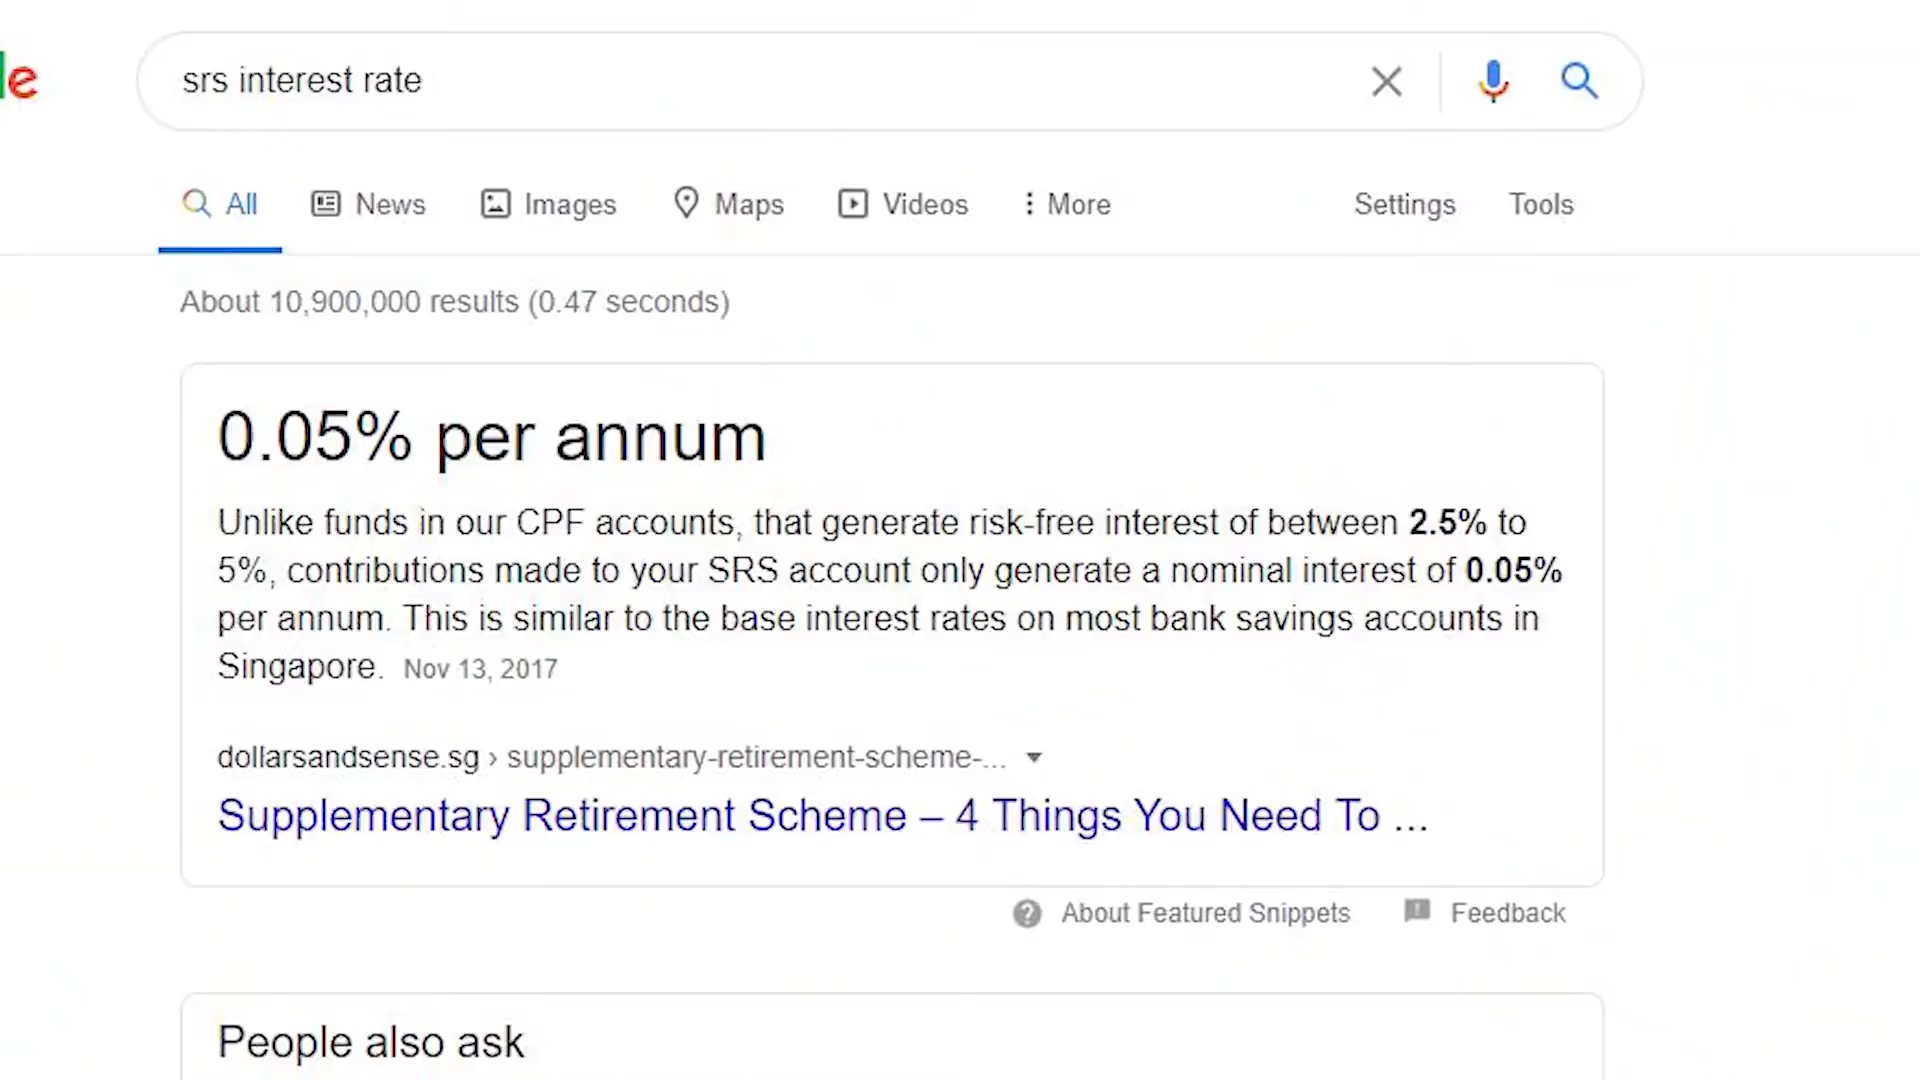 le
srs interest rate
All News Images Maps Videos More Settings Tools
About 10,900,000 results (0.47 seconds)
0.05% per annum
Unlike funds in our CPF accounts, that generate risk-free interest of between 2.5% to
5%, contributions made to your SRS account only generate a nominal interest of 0.05%
per annum. This is similar to the base interest rates on most bank savings accounts in
Singapore. Nov 13, 2017
dollarsandsense.sg › supplementary-retirement-scheme-...
Supplementary Retirement Scheme – 4 Things You Need To ...
About Featured Snippets Feedback
People also ask